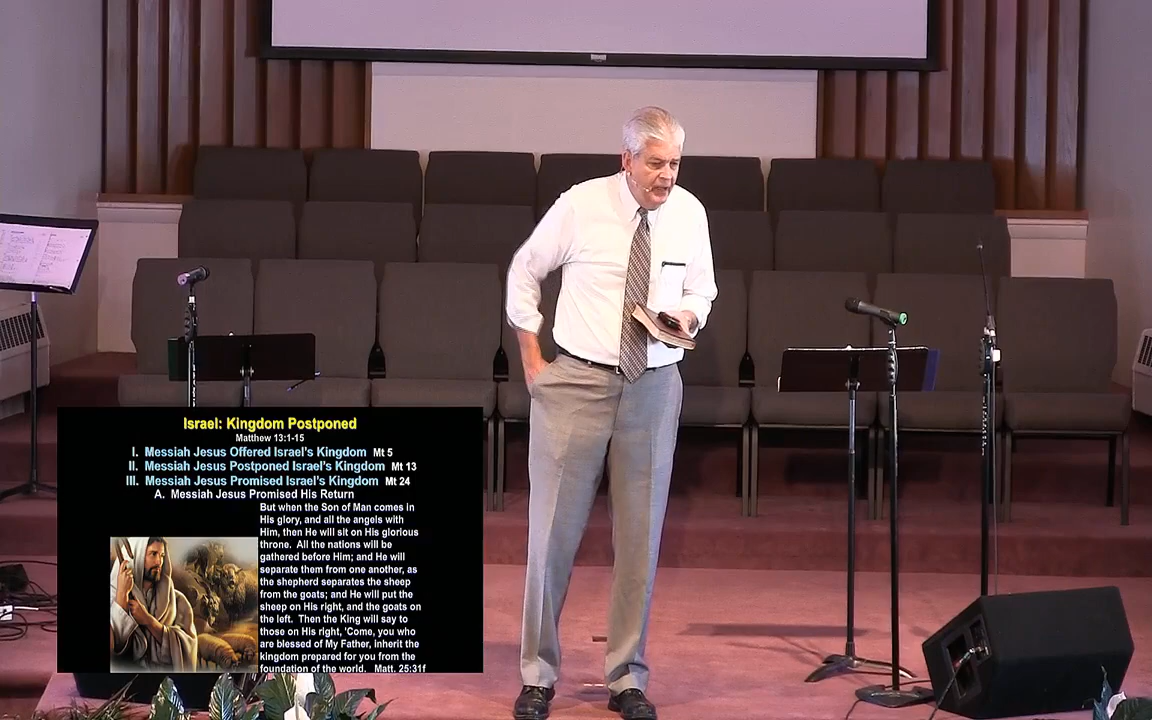 Israel: Kingdom Postponed
Matthew 13:1-15
I. Messiah Jesus Offered Israel's Kingdom Mt 5
II. Messiah Jesus Postponed Israel's Kingdom Mt 13
III. Messiah Jesus Promised Israel's Kingdom Mt 24
A. Messiah Jesus Promised His Return
But when the Son of Man comes in
His glory, and all the angels with
Him, then He will sit on His glorious
throne. All the nations will be
gathered before Him; and He will
separate them from one another, as
the shepherd separates the sheep
from the goats; and He will put the
sheep on His right, and the goats on
the left. Then the King will say to
those on His right, 'Come, you who
are blessed of My Father, inherit the
kingdom prepared for you from the
foundation of the world. Matt. 25:31f